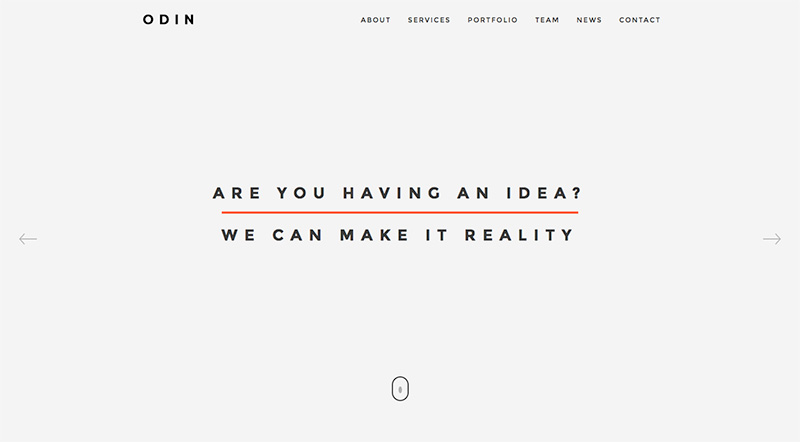 ODIN
ABOUT SERVICES PORTFOLIO TEAM NEWS CONTACT
ARE YOU HAVING AN IDEA?
WE CAN MAKE IT REALITY